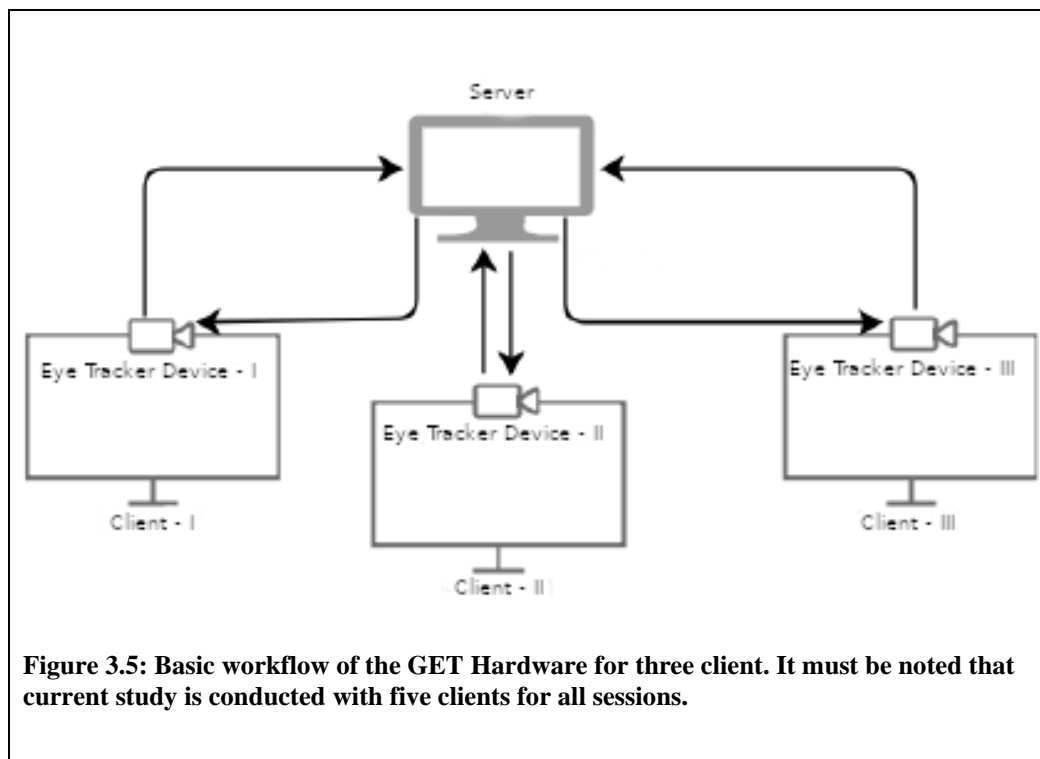 Server
Eye Tracker Device - I
Eye Tracker Device - III
Eye Tracker Device - II
Client - I
Client - III
Client - II
Figure 3.5: Basic workflow of the GET Hardware for three client. It must be noted that
current study is conducted with five clients for all sessions.